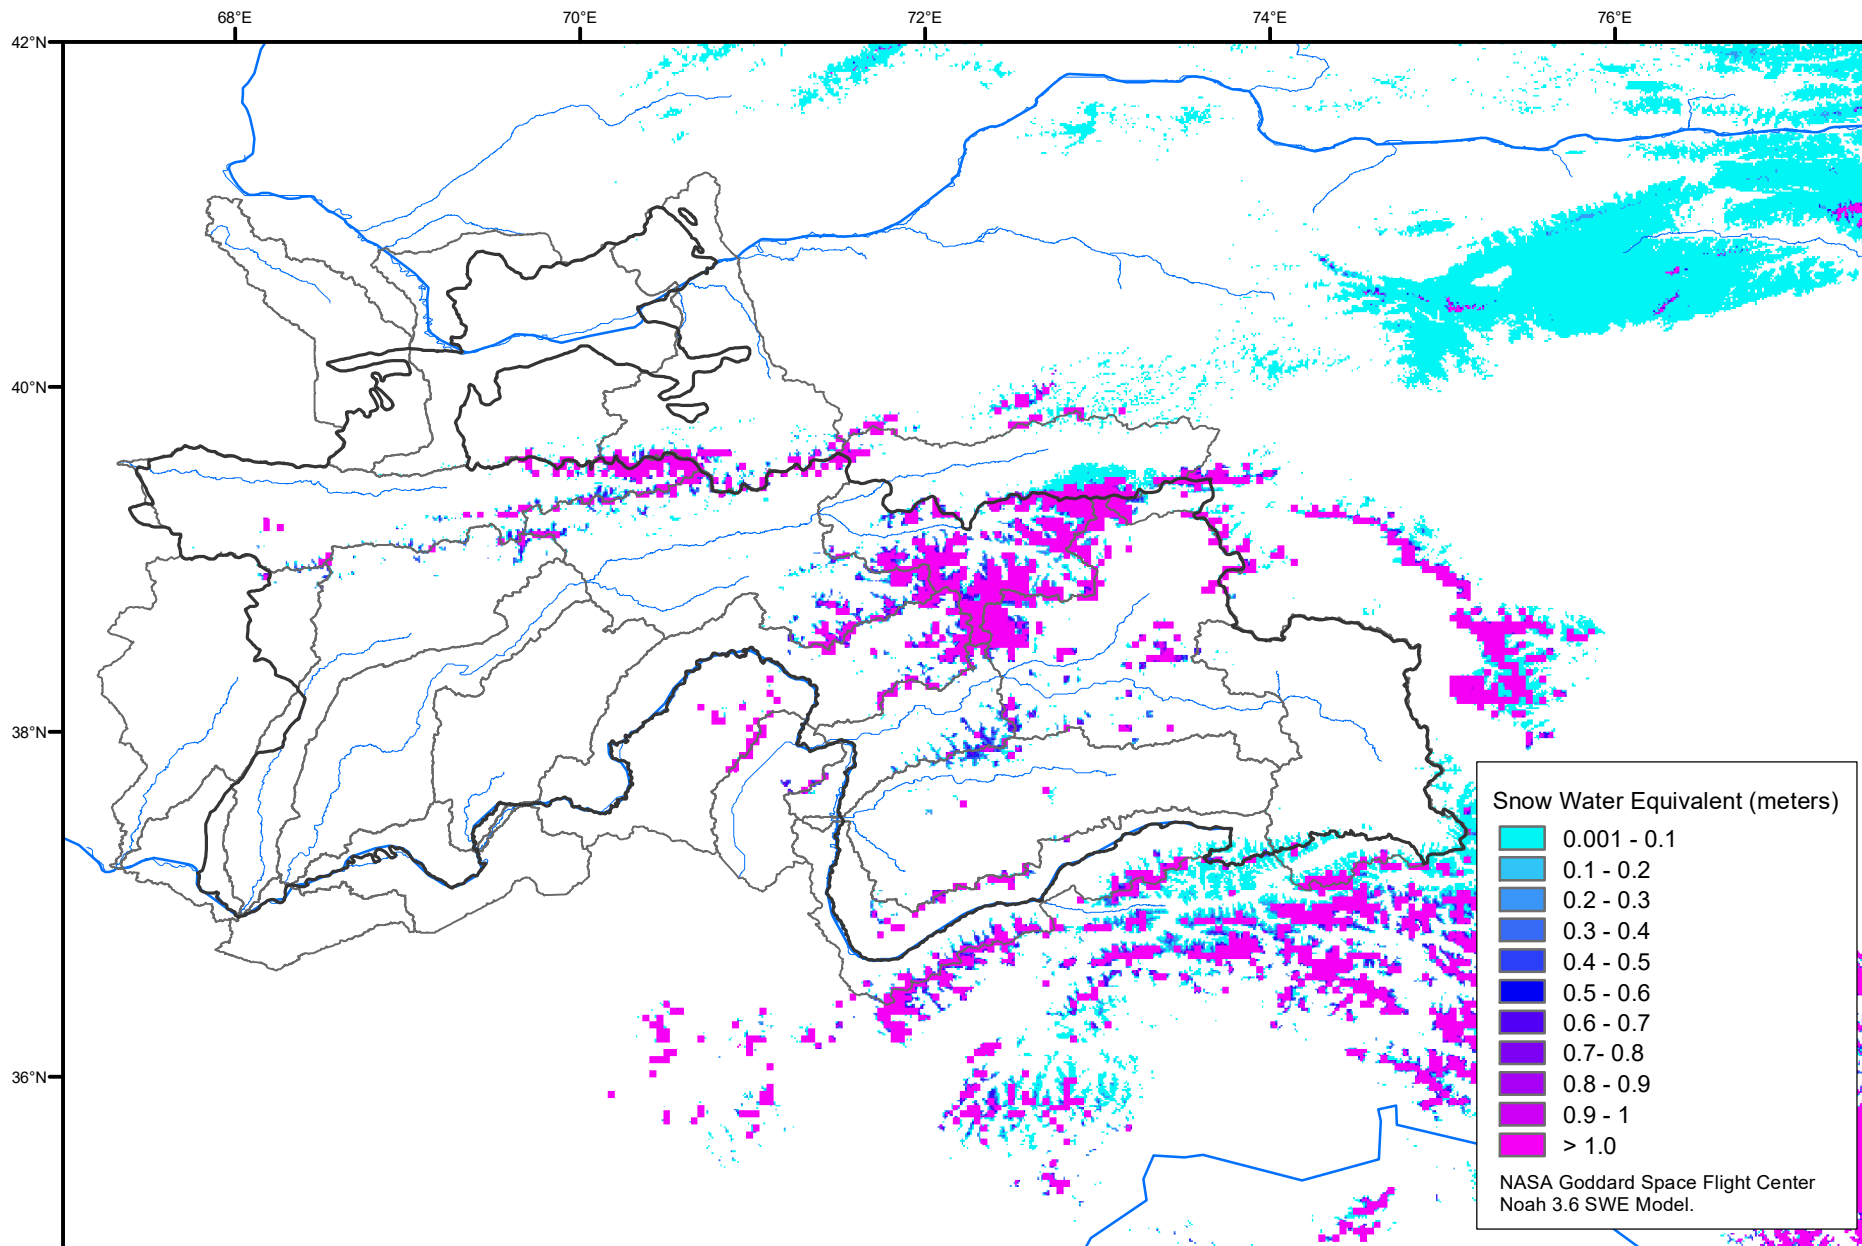 68°E
70°E
72°E
74°E
76°E
42°N
40°N
38°N
36°N
Snow Water Equivalent (meters)
0.001 - 0.1
0.1 - 0.2
0.2 - 0.3
0.3 - 0.4
0.4 - 0.5
0.5 - 0.6
0.6 - 0.7
0.7- 0.8
0.8 - 0.9
0.9 - 1
> 1.0
NASA Goddard Space Flight Center
Noah 3.6 SWE Model.